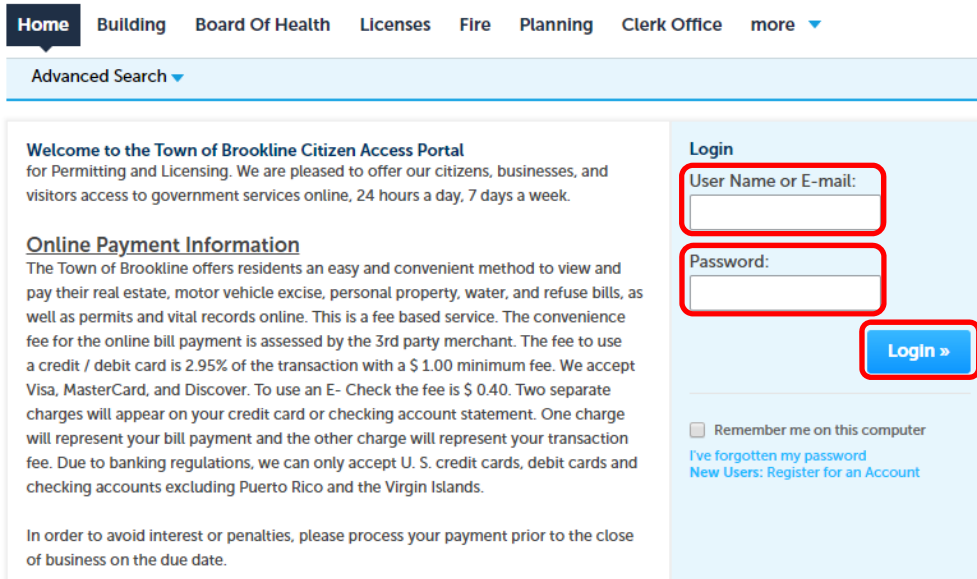 Home Building Board Of Health Licenses Fire Planning Clerk Office more
Advanced Search
Welcome to the Town of Brookline Citizen Access Portal
for Permitting and Licensing. We are pleased to offer our citizens, businesses, and
visitors access to government services online, 24 hours a day, 7 days a week.
Online Payment Information
The Town of Brookline offers residents an easy and convenient method to view and
pay their real estate, motor vehicle excise, personal property, water, and refuse bills, as
well as permits and vital records online. This is a fee based service. The convenience
fee for the online bill payment is assessed by the 3rd party merchant. The fee to use
a credit / debit card is 2.95% of the transaction with a $ 1.00 minimum fee. We accept
Visa, MasterCard, and Discover. To use an E- Check the fee is $ 0.40. Two separate
charges will appear on your credit card or checking account statement. One charge
will represent your bill payment and the other charge will represent your transaction
fee. Due to banking regulations, we can only accept U. S. credit cards, debit cards and
checking accounts excluding Puerto Rico and the Virgin Islands.
In order to avoid interest or penalties, please process your payment prior to the close
of business on the due date.
Login
User Name or E-mail:
Password:
Login »
Remember me on this computer
I've forgotten my password
New Users: Register for an Account